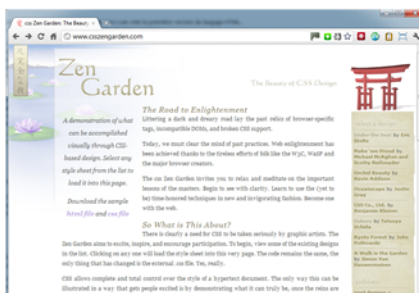 css Zen Garden: The Beauty
www.csszengarden.com
Zen
Garden
The Beauty of CSS Design
A demonstration of what
can be accomplished
visually through CSS-
based design. Select any
style sheet from the list to
load it into this page.
Download the sample
html file and css file
The Road to Enlightenment
Littering a dark and dreary road lay the past relics of browser-specific
tags, incompatible DOMs, and broken CSS support.
Today, we must clear the mind of past practices. Web enlightenment has
been achieved thanks to the tireless efforts of folk like the W3C, WaSP and
the major browser creators.
The css Zen Garden invites you to relax and meditate on the important
lessons of the masters. Begin to see with clarity. Learn to use the (yet to
be) time-honored techniques in new and invigorating fashion. Become one
with the web.
So What is This About?
There is clearly a need for CSS to be taken seriously by graphic artists. The
Zen Garden aims to excite, inspire, and encourage participation. To begin, view some of the existing designs
in the list. Clicking on any one will load the style sheet into this very page. The code remains the same, the
only thing that has changed is the external .css file. Yes, really.
CSS allows complete and total control over the style of a hypertext document. The only way this can be
illustrated in a way that gets people excited is by demonstrating what it can truly be, once the reins are
select a design
Under the Sea! by Eric
Stoltz
Make 'em Proud by
Michael McAghon and
Scotty Reifsnyder
Orchid Beauty by
Kevin Addison
Oceanscape by Justin
Gray
CSS Co., Ltd. by
Benjamin Klemm
Sakura by Tatsuya
Uchida
Kyoto Forest by John
Politowski
A Walk in the Garden
by Simon Van
Hauwermeiren